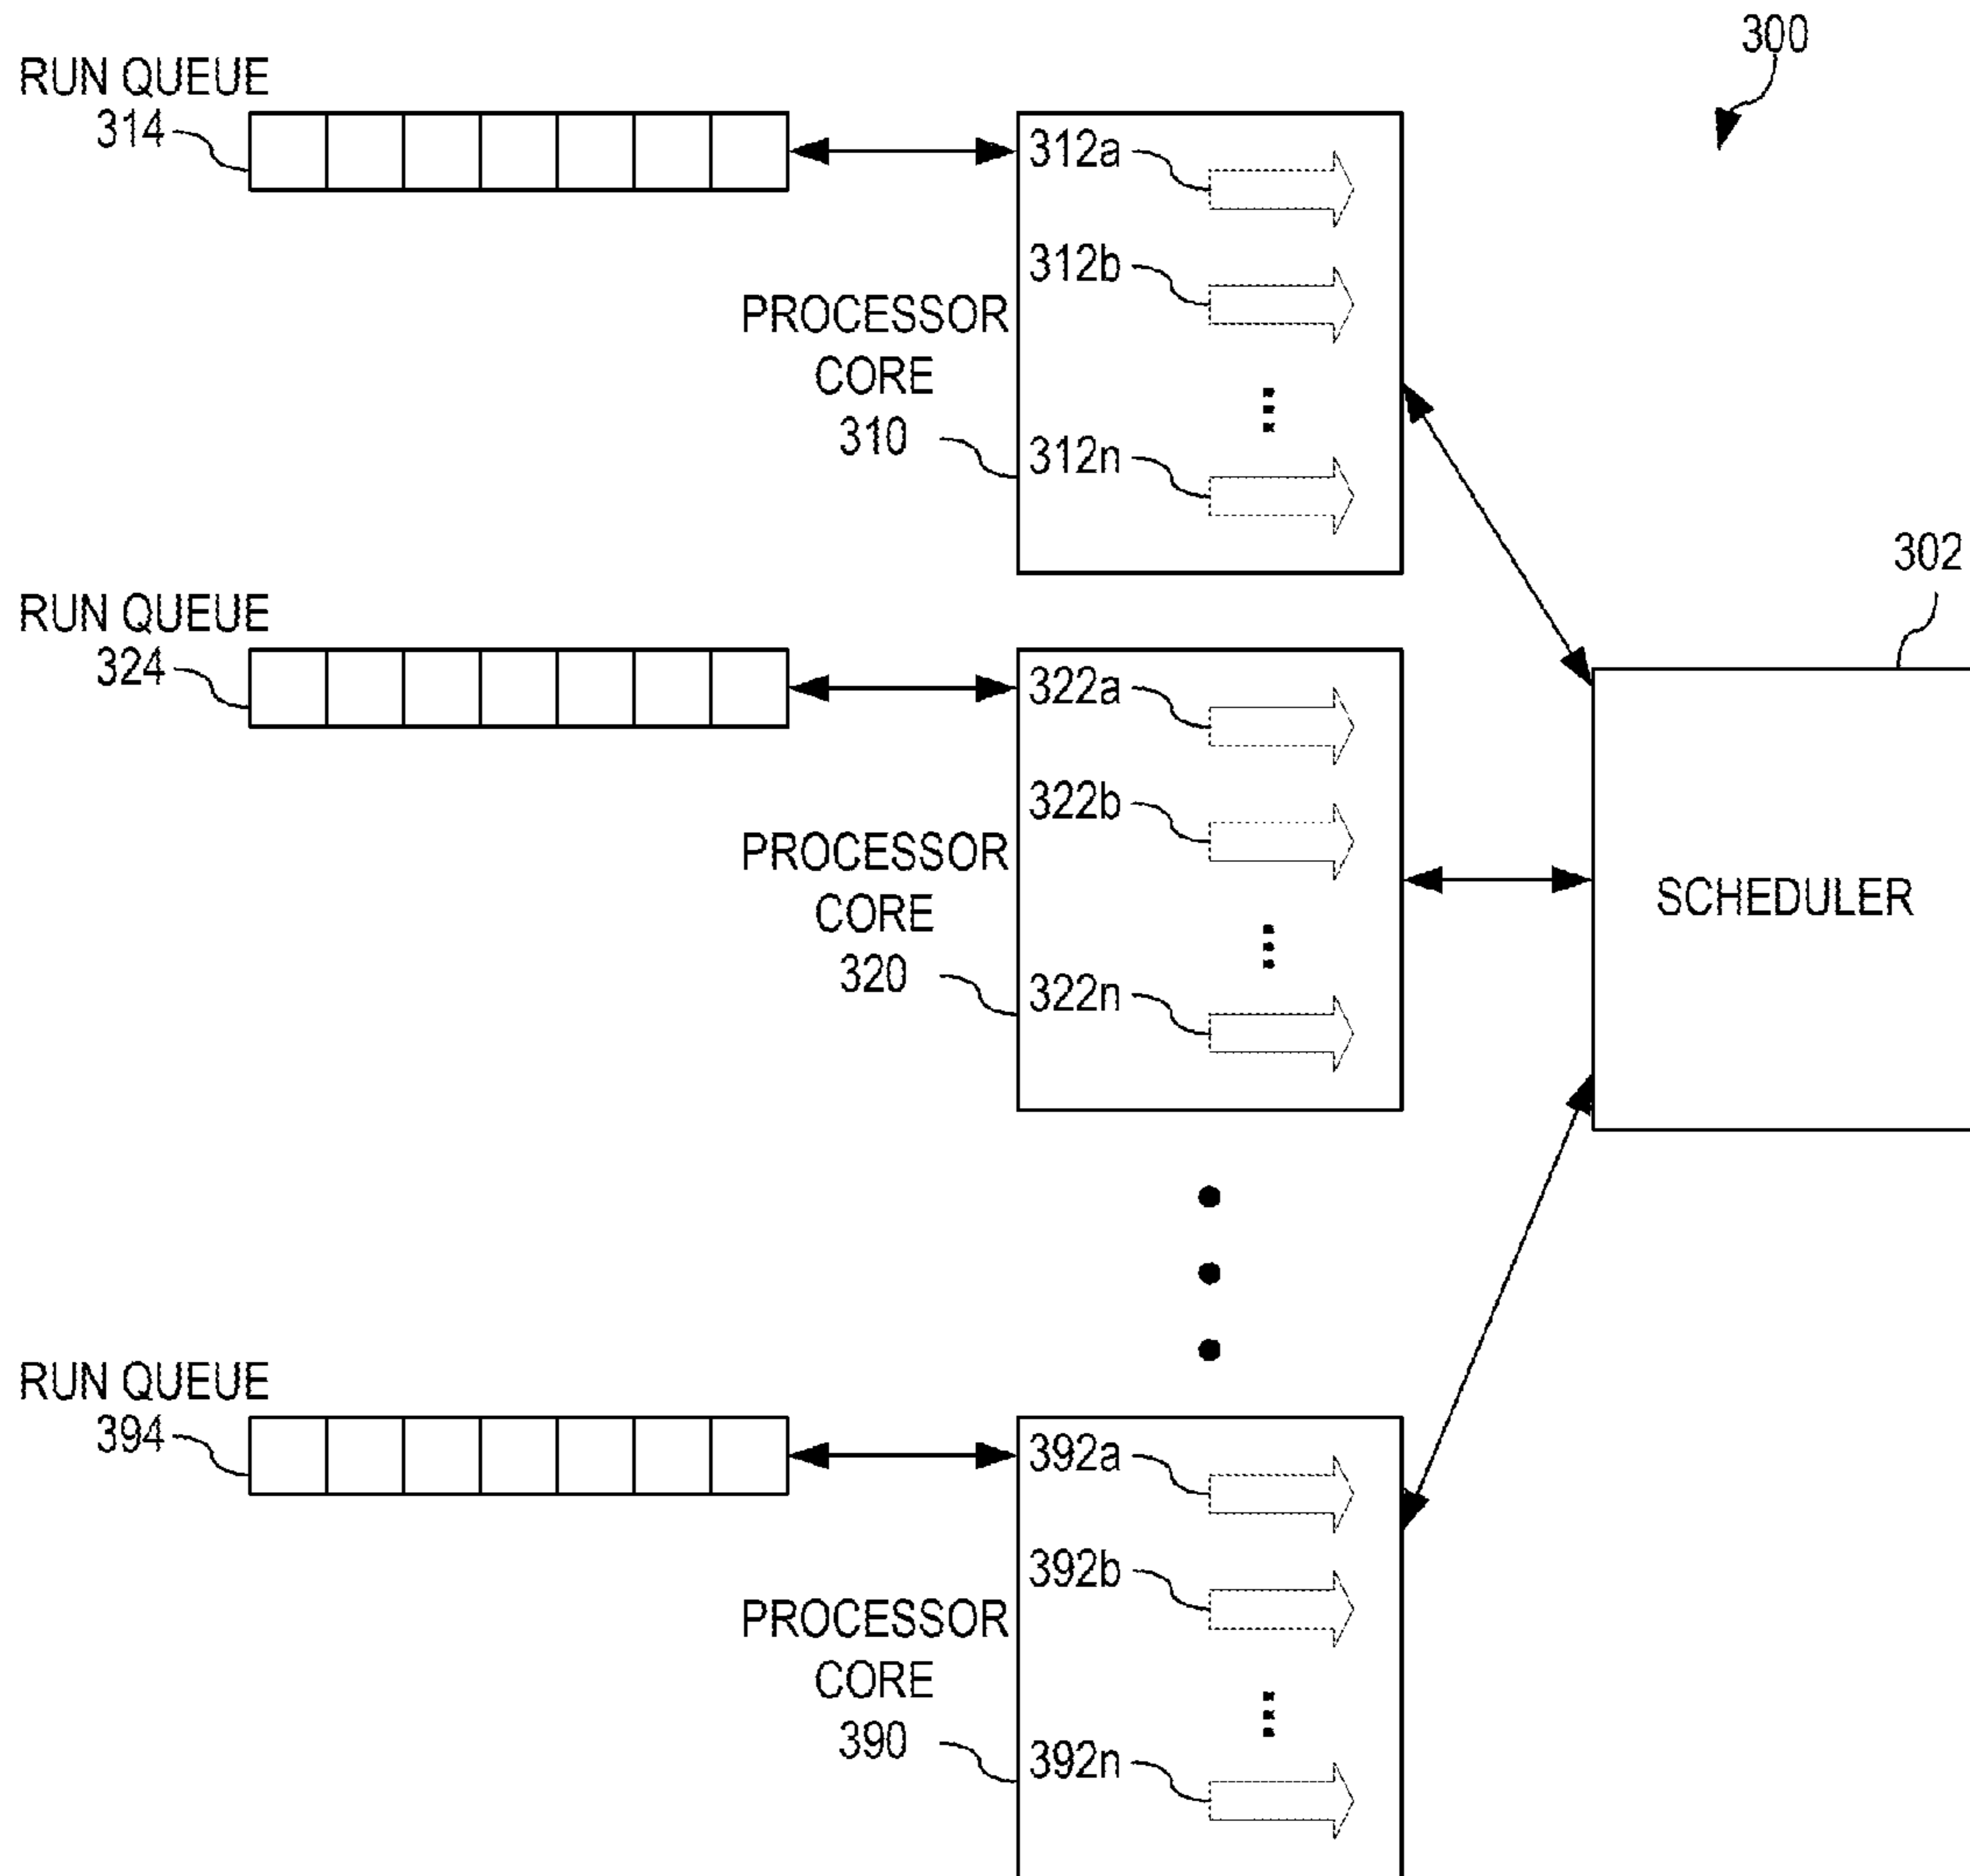 300
RUN QUEUE
314
312a
312b
PROCESSOR
CORE
310
312n
302
RUN QUEUE
324
322a
322b
PROCESSOR
CORE
320
322n
SCHEDULER
RUN QUEUE
394
392a
392b
PROCESSOR
CORE
390
392n